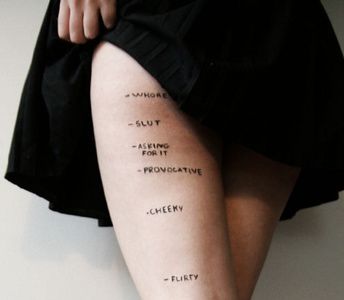 - WHORE
- SLUT
- ASKING
FOR IT
- PROVOCATIVE
. CHEEKY
- FLIRTY